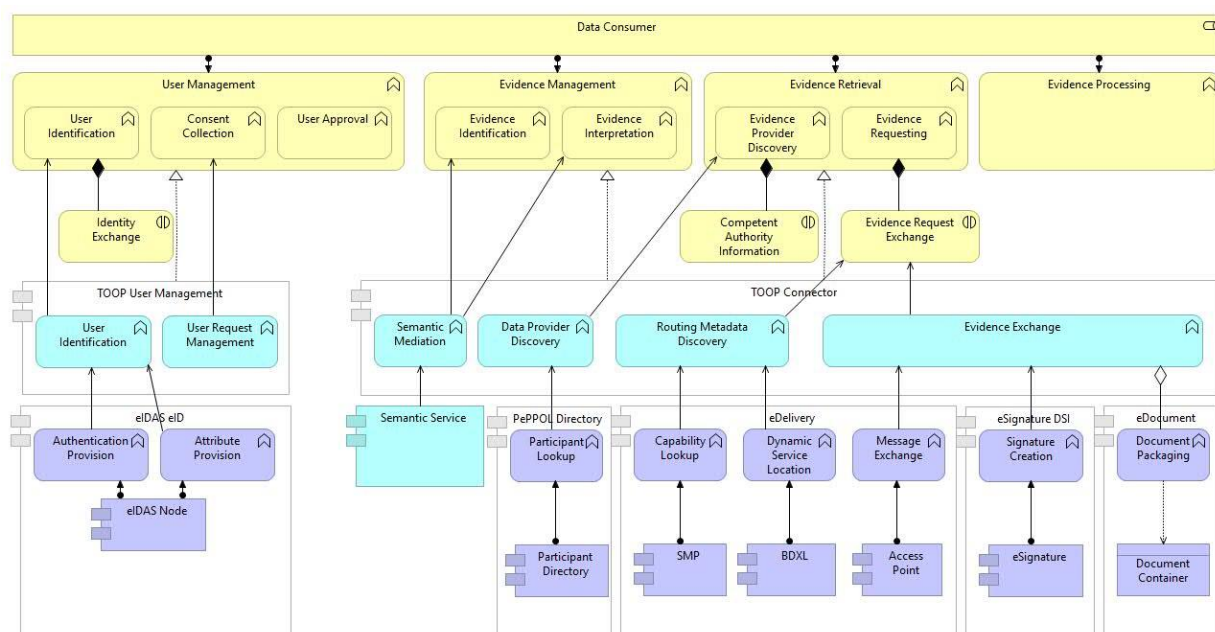 Data Consumer
User Management
Evidence Management
Evidence Retrieval
Evidence Processing
User
Identification
Consent
Collection
User Approval
Evidence
Identification
Evidence
Interpretation
Evidence
Provider
Discovery
Evidence
Requesting
Identity
Exchange
Competent
Authority
Information
Evidence Request
Exchange
TOOP User Management
TOOP Connector
User
Identification
User Request
Management
Semantic
Mediation
Data Provider
Discovery
Routing Metadata
Discovery
Evidence Exchange
eIDAS eID
Semantic Service
PePPOL Directory
eDelivery
eSignature DSI
eDocument
Authentication
Provision
Attribute
Provision
Participant
Lookup
Capability
Lookup
Dynamic
Service
Location
Message
Exchange
Signature
Creation
Document
Packaging
eIDAS Node
Participant
Directory
SMP
BDXL
Access
Point
eSignature
Document
Container